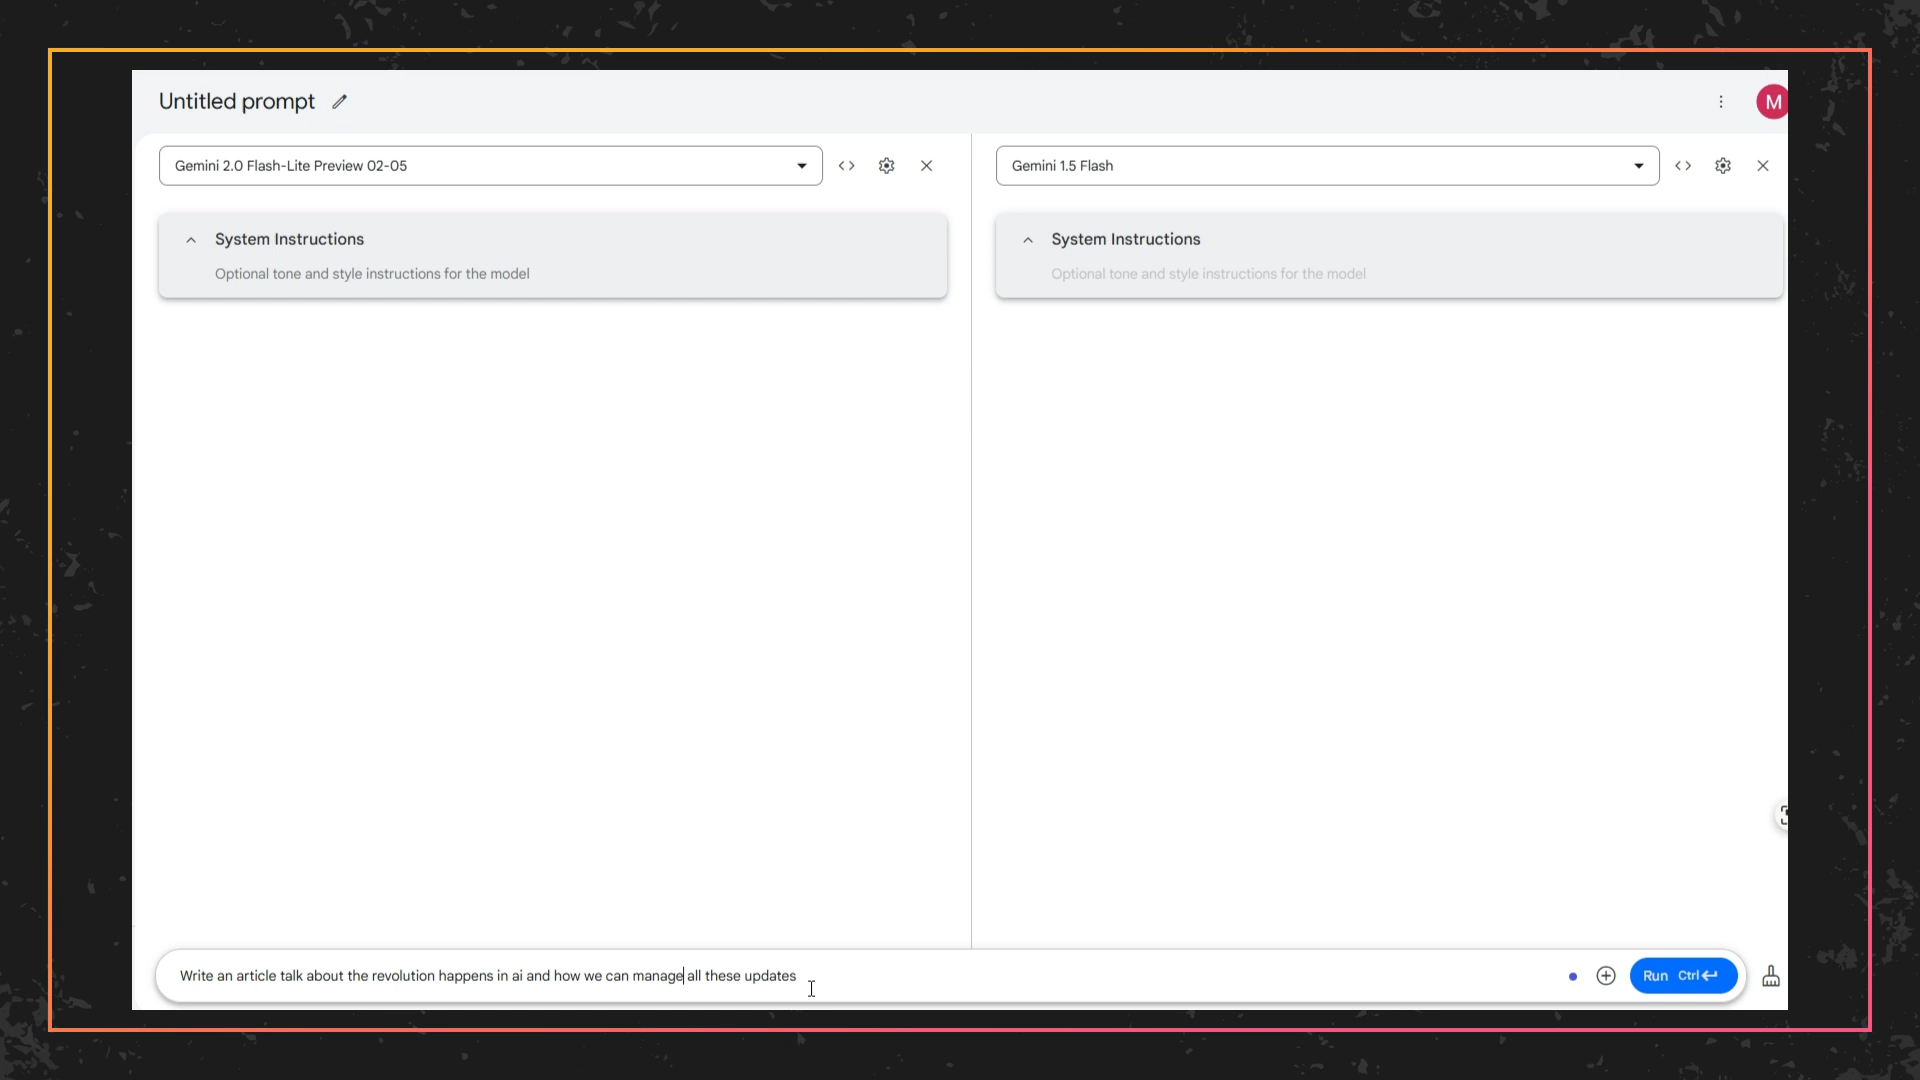 Untitled prompt
M
Gemini 2.0 Flash-Lite Preview 02-05
Gemini 1.5 Flash
System Instructions
Optional tone and style instructions for the model
System Instructions
Optional tone and style instructions for the model
Write an article talk about the revolution happens in ai and how we can manage all these updates
Run Ctrl